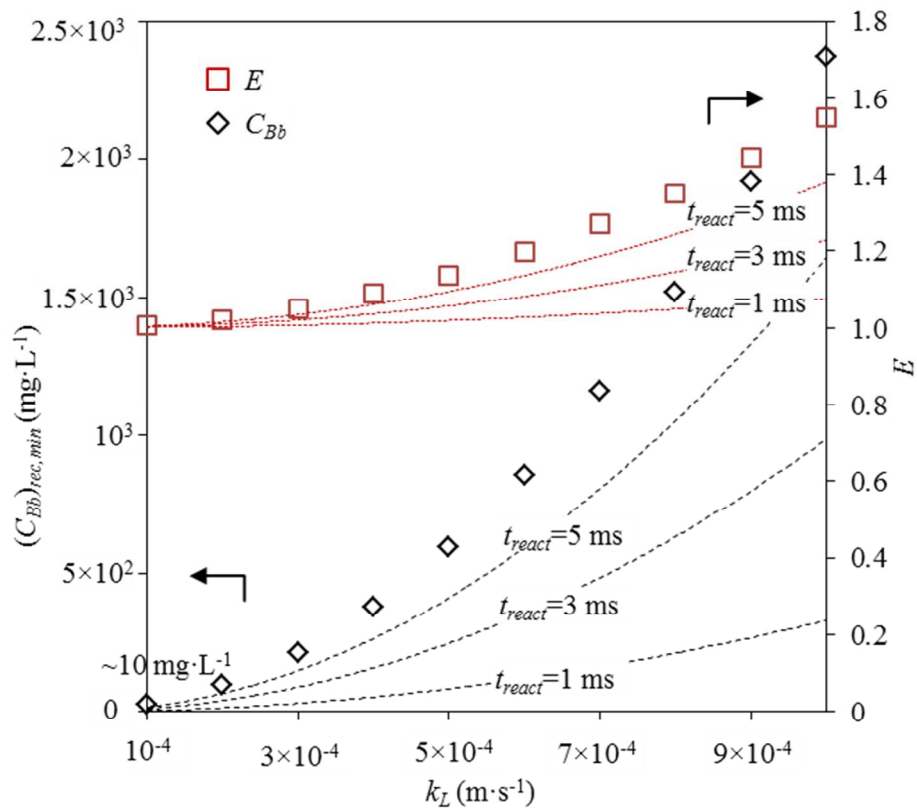 2.5×10³
1.8
E
C_Bb
1.6
2×10³
1.4
t_react=5 ms
1.2
t_react=3 ms
1.5×10³
t_react=1 ms
1.0
(C_Bb)_rec,min (mg·L⁻¹)
E
10³
0.8
0.6
t_react=5 ms
5×10²
0.4
t_react=3 ms
0.2
~10 mg·L⁻¹
t_react=1 ms
0
0
10⁻⁴
3×10⁻⁴
5×10⁻⁴
7×10⁻⁴
9×10⁻⁴
k_L (m·s⁻¹)